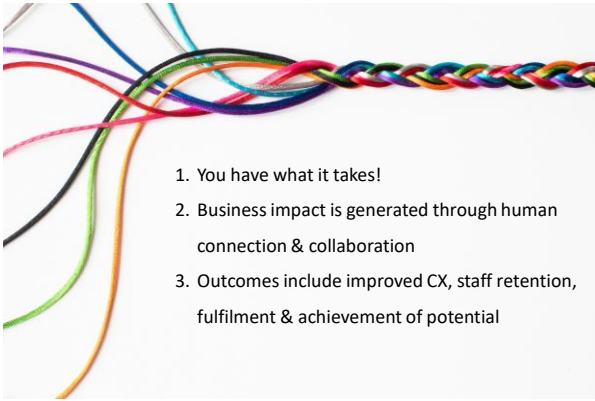 1. You have what it takes!
2. Business impact is generated through human
connection & collaboration
3. Outcomes include improved CX, staff retention,
fulfilment & achievement of potential